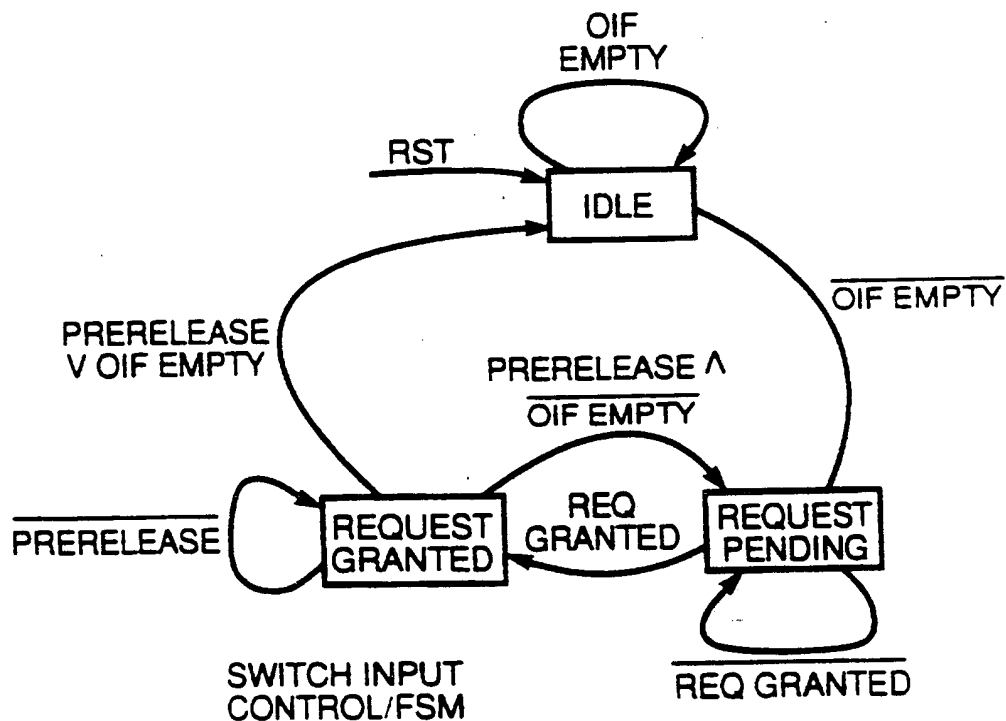 OIF
EMPTY
RST
IDLE
OIF EMPTY
PRERELEASE
V OIF EMPTY
PRERELEASE Λ
OIF EMPTY
PRERELEASE
REQUEST
GRANTED
REQ
GRANTED
REQUEST
PENDING
REQ GRANTED
SWITCH INPUT
CONTROL/FSM